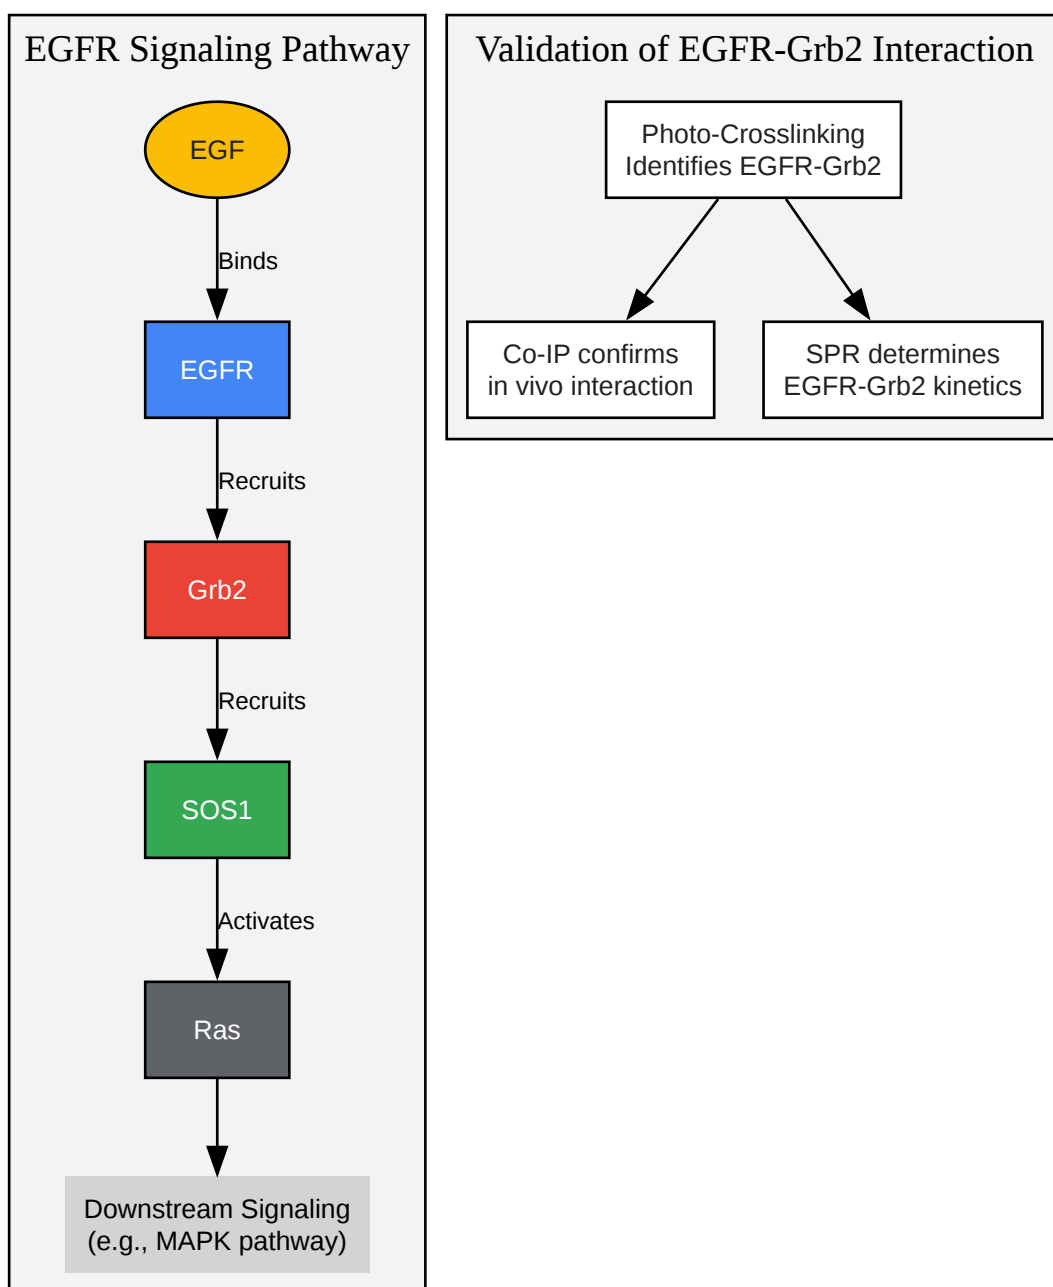 EGFR Signaling Pathway
EGF
Binds
EGFR
Recruits
Grb2
Recruits
SOS1
Activates
Ras
Downstream Signaling
(e.g., MAPK pathway)
Validation of EGFR-Grb2 Interaction
Photo-Crosslinking
Identifies EGFR-Grb2
Co-IP confirms
in vivo interaction
SPR determines
EGFR-Grb2 kinetics